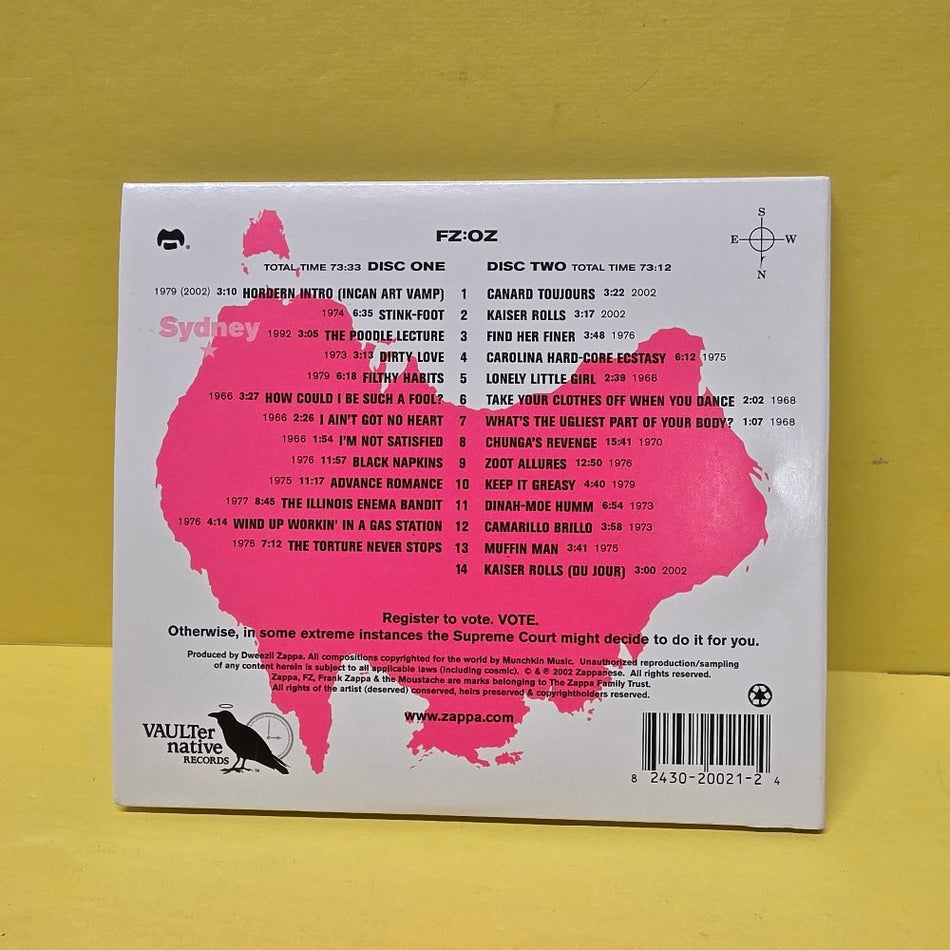 S
E W
N
FZ:OZ
TOTAL TIME 73:33 DISC ONE
1979 (2002) 3:10 HORDERN INTRO (INCAN ART VAMP) 1
1974 6:35 STINK-FOOT 2
Sydney
1992 3:05 THE POODLE LECTURE 3
1973 3:13 DIRTY LOVE 4
1979 6:18 FILTHY HABITS 5
1966 3:27 HOW COULD I BE SUCH A FOOL? 6
1966 2:26 I AIN'T GOT NO HEART 7
1966 1:54 I'M NOT SATISFIED 8
1976 11:57 BLACK NAPKINS 9
1975 11:17 ADVANCE ROMANCE 10
1977 8:45 THE ILLINOIS ENEMA BANDIT 11
1976 4:14 WIND UP WORKIN' IN A GAS STATION 12
1976 7:12 THE TORTURE NEVER STOPS 13
14
DISC TWO TOTAL TIME 73:12
CANARD TOUJOURS 3:22 2002
KAISER ROLLS 3:17 2002
FIND HER FINER 3:48 1976
CAROLINA HARD-CORE ECSTASY 6:12 1975
LONELY LITTLE GIRL 2:39 1968
TAKE YOUR CLOTHES OFF WHEN YOU DANCE 2:02 1968
WHAT'S THE UGLIEST PART OF YOUR BODY? 1:07 1968
CHUNGA'S REVENGE 15:41 1970
ZOOT ALLURES 12:50 1976
KEEP IT GREASY 4:40 1979
DINAH-MOE HUMM 6:54 1973
CAMARILLO BRILLO 3:58 1973
MUFFIN MAN 3:41 1975
KAISER ROLLS (DU JOUR) 3:00 2002
Register to vote. VOTE.
Otherwise, in some extreme instances the Supreme Court might decide to do it for you.
Produced by Dweezil Zappa. All compositions copyrighted for the world by Munchkin Music. Unauthorized reproduction/sampling
of any content herein is subject to all applicable laws (including cosmic). © & ℗ 2002 Zappanese. All rights reserved.
Zappa, FZ, Frank Zappa & the Moustache are marks belonging to The Zappa Family Trust.
All rights of the artist (deserved) conserved, heirs preserved & copyrightholders reserved.
www.zappa.com
VAULTer
native
RECORDS
™
8 2430-20021-2 4